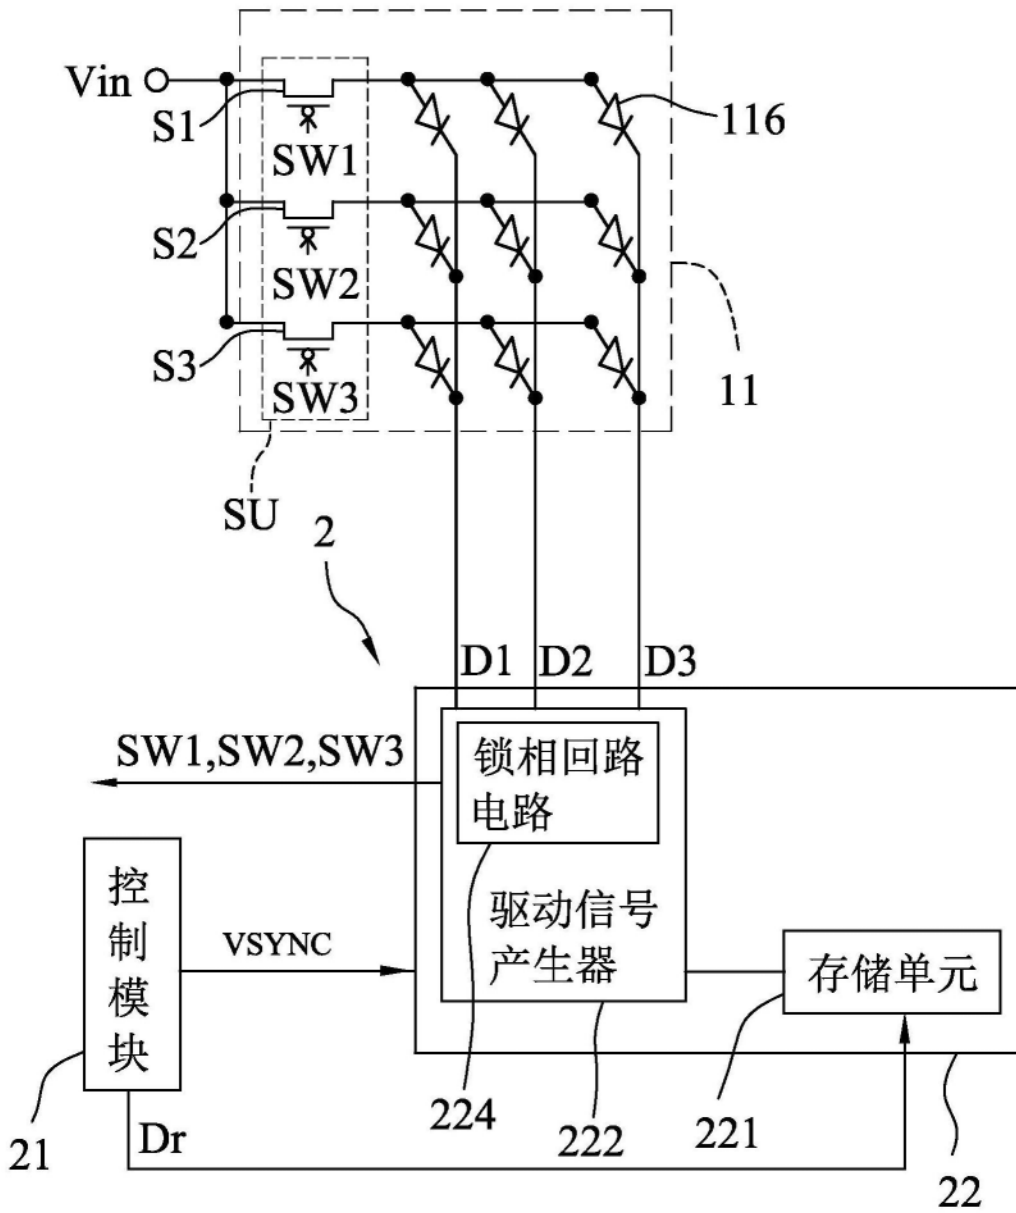 Vin
S1
SW1
116
S2
SW2
S3
SW3
11
SU
2
D1
D2
D3
SW1,SW2,SW3
锁相回路
电路
控制模块
VSYNC
驱动信号
产生器
存储单元
224
222
221
22
21
Dr